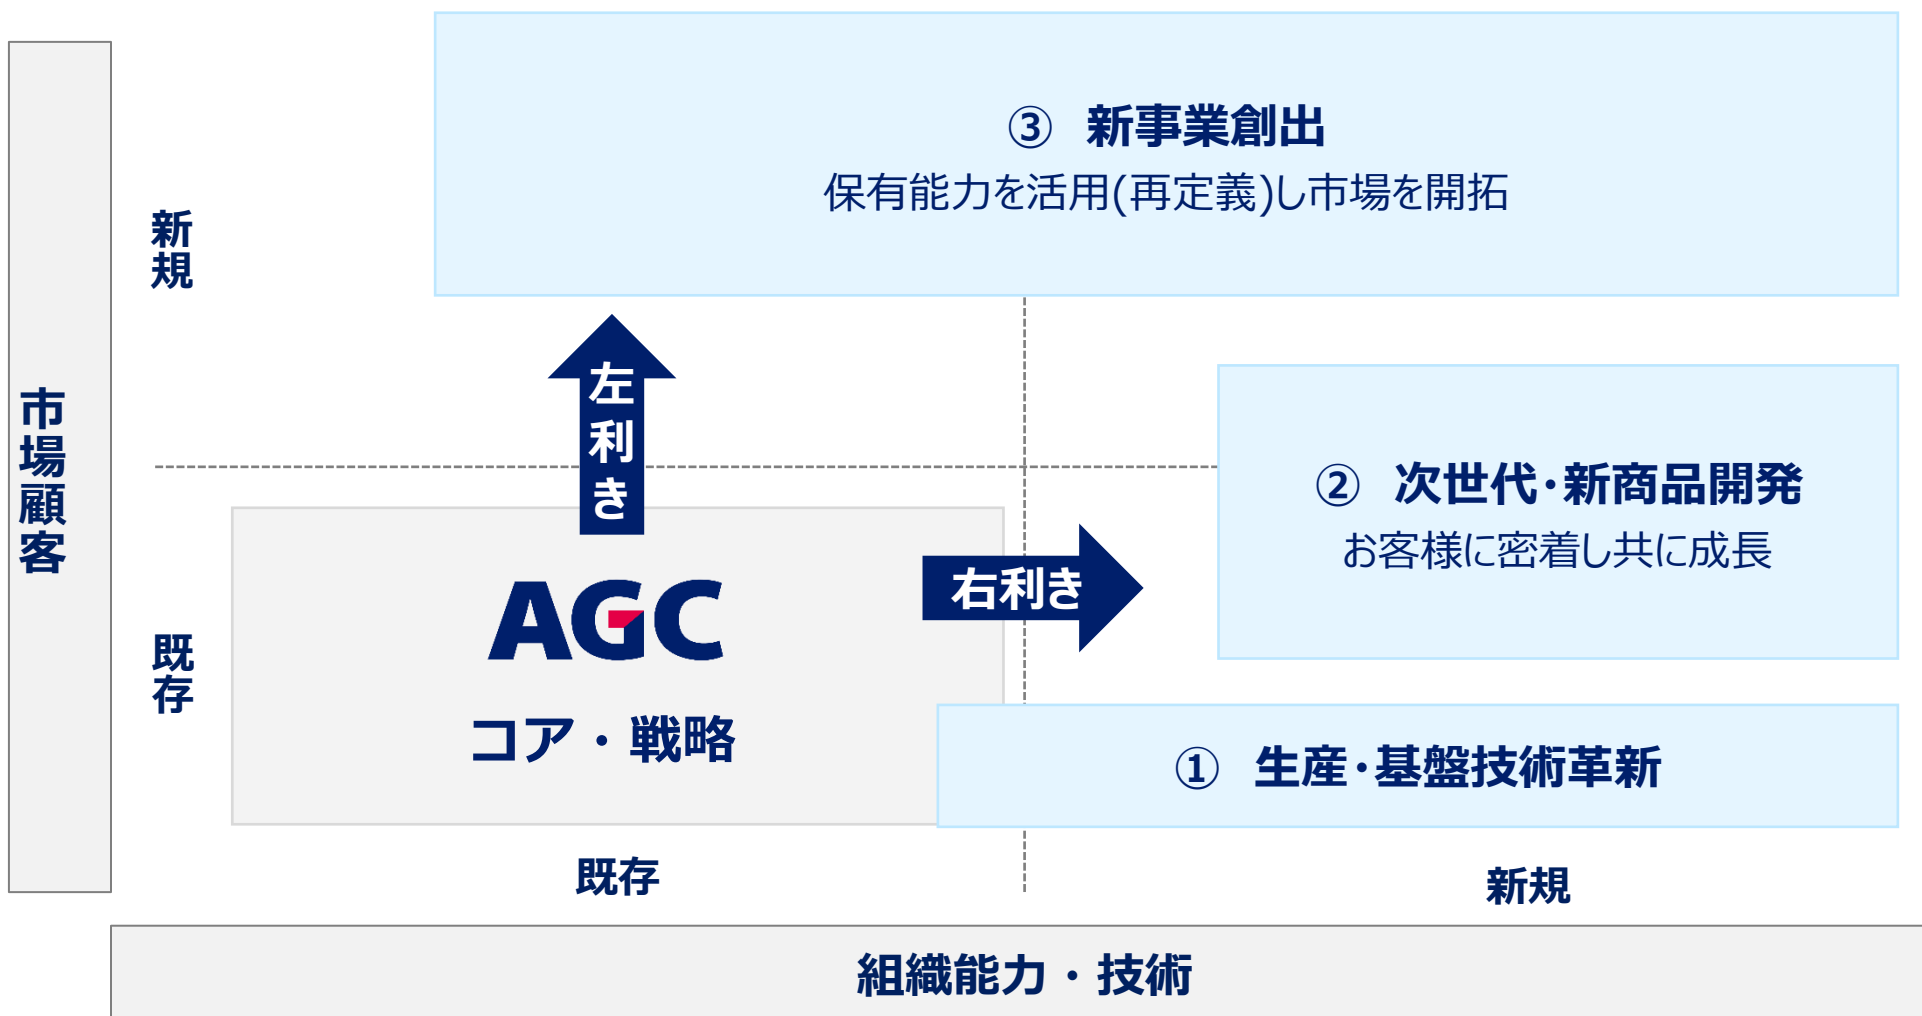 ③ 新事業創出
保有能力を活用(再定義)し市場を開拓
新規
市場顧客
左利き
② 次世代・新商品開発
お客様に密着し共に成長
右利き
AGC
コア・戦略
既存
① 生産・基盤技術革新
既存
新規
組織能力・技術